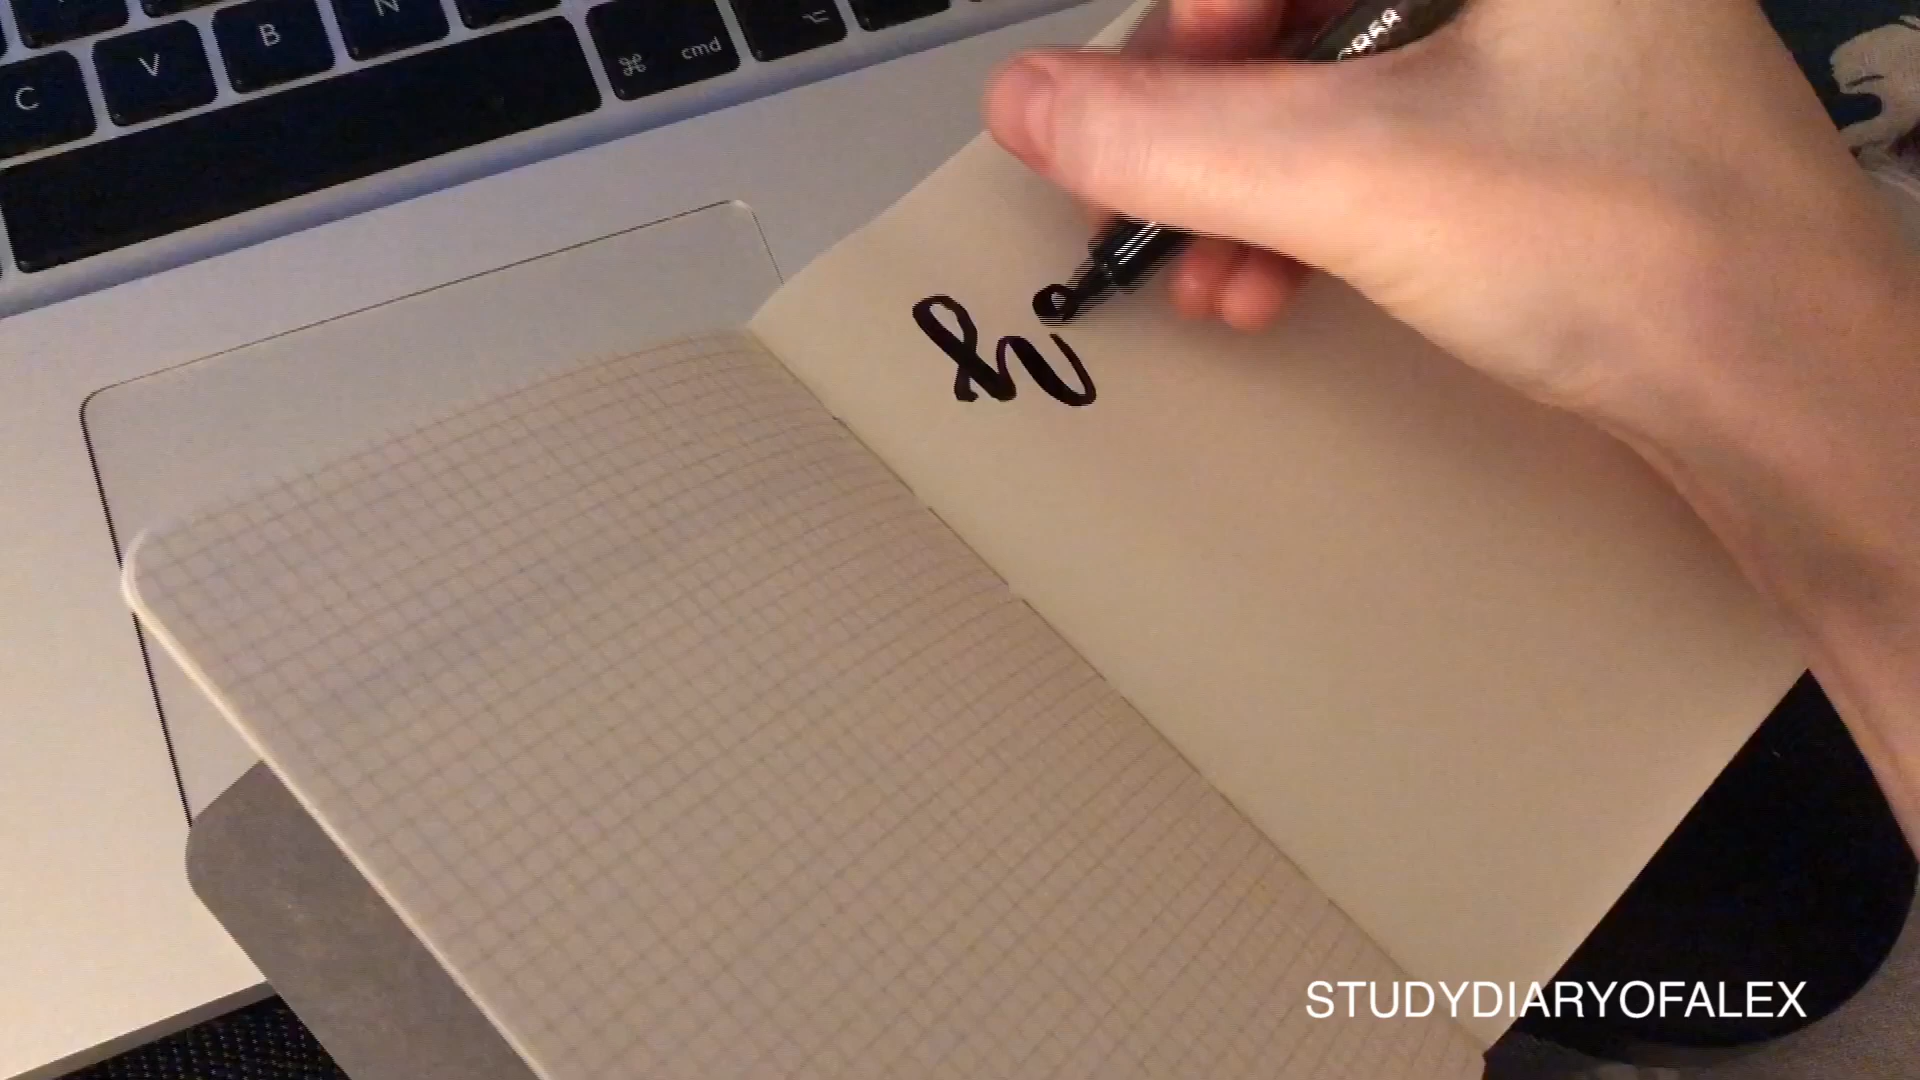 N
C V B
⌘ cmd ⌥
h
STUDYDIARYOFALEX